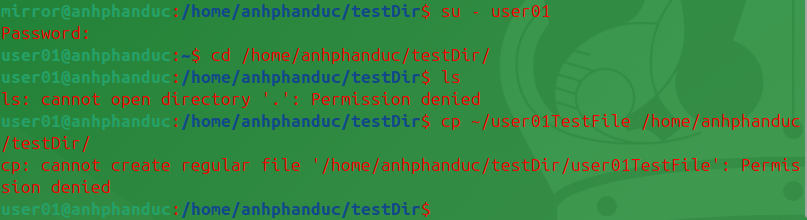 mirror@anhphanduc:/home/anhphanduc/testDir$ su - user01
Password:
user01@anhphanduc:~$ cd /home/anhphanduc/testDir/
user01@anhphanduc:/home/anhphanduc/testDir$ ls
ls: cannot open directory '.': Permission denied
user01@anhphanduc:/home/anhphanduc/testDir$ cp ~/user01TestFile /home/anhphanduc
/testDir/
cp: cannot create regular file '/home/anhphanduc/testDir/user01TestFile': Permis
sion denied
user01@anhphanduc:/home/anhphanduc/testDir$